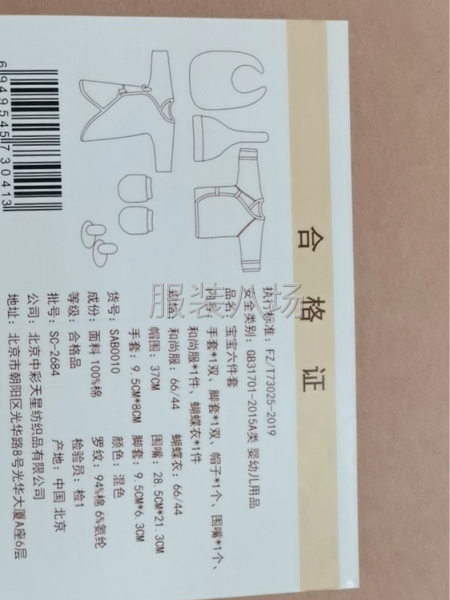 合格证
执行标准：FZ/T73025-2019
安全类别：GB31701-2015A类 婴幼儿用品
品名：宝宝六件套
内容：手套*1双、脚套*1双、帽子*1个、围嘴*1个、
和尚服*1件、蝴蝶衣*1件
和尚服：66/44 蝴蝶衣：66/44
帽围：37CM 围嘴：28.5CM*21.3CM
手套：9.5CM*8CM 脚套：9.5CM*6.3CM
货号：SAB0010 颜色：混色
成份：面料100%棉 罗纹：94%棉 6%氨纶
等级：合格品 检验员：检1
批号：SC-2684 产地：中国 北京
公司：北京中彩天星纺织品有限公司
地址：北京市朝阳区光华路8号光华大厦A座6层
6949545730413
服装人场